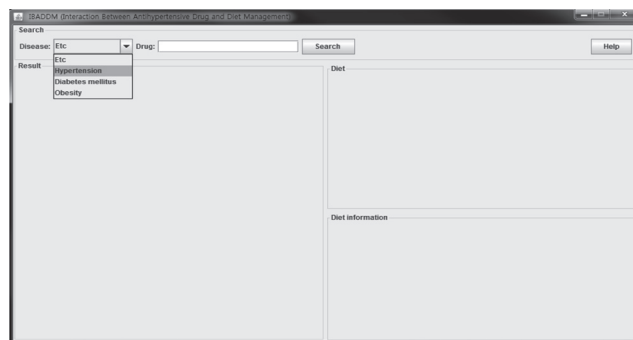 IBADDM (Interaction Between Antihypertensive Drug and Diet Management)
Search
Disease: Etc Drug: Search Help
Etc
Hypertension
Diabetes mellitus
Obesity
Result
Diet
Diet information